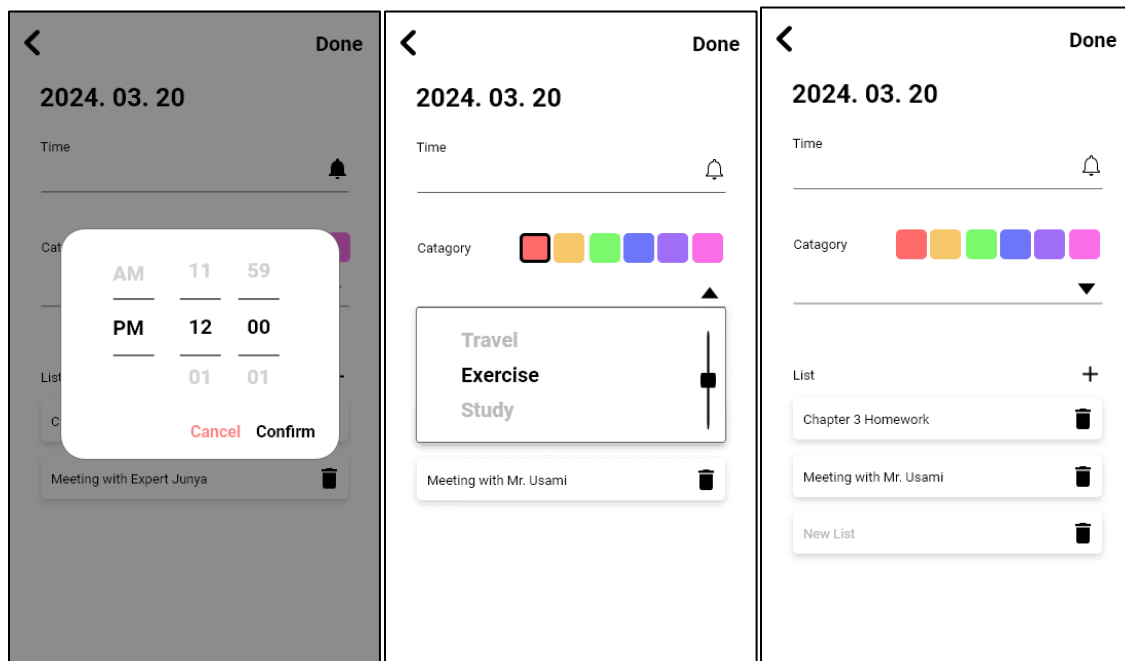 Done
2024. 03. 20
Time
Cat
AM 11 59
PM 12 00
01 01
Cancel Confirm
List
C
Meeting with Expert Junya
Done
2024. 03. 20
Time
Catagory
Travel
Exercise
Study
Meeting with Mr. Usami
Done
2024. 03. 20
Time
Catagory
List
Chapter 3 Homework
Meeting with Mr. Usami
New List